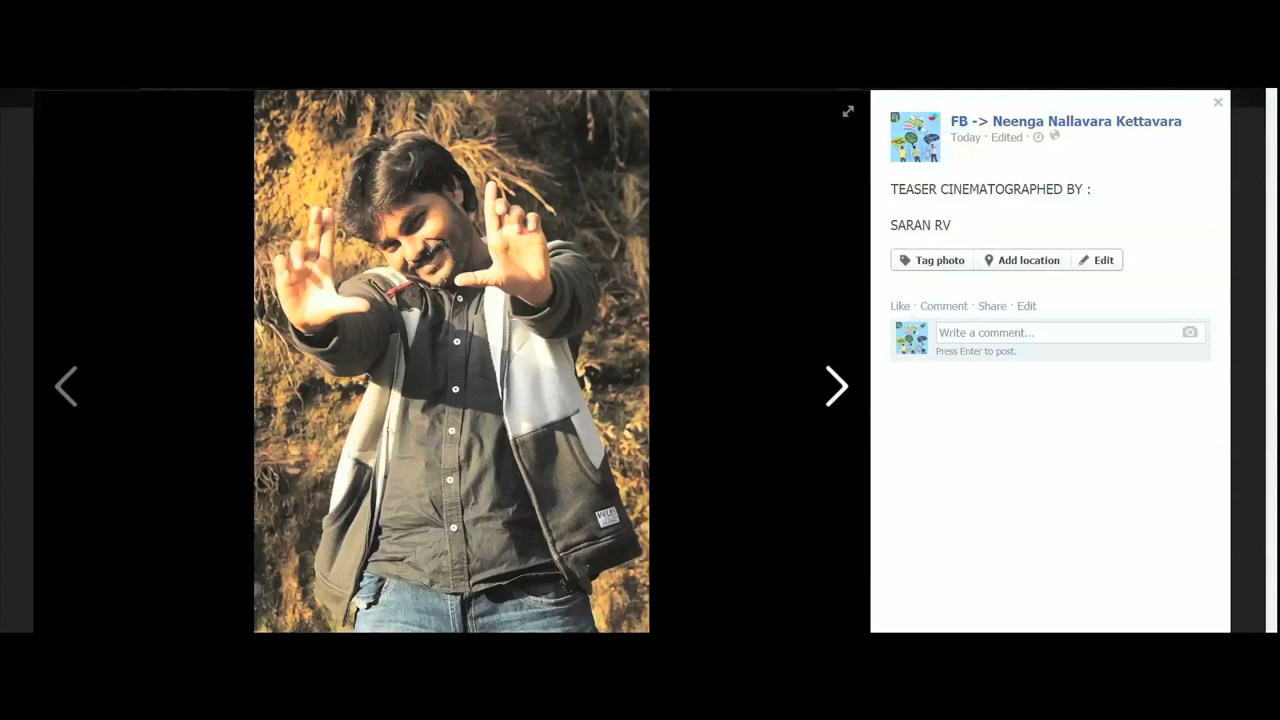 FB -> Neenga Nallavara Kettavara
Today · Edited ·
TEASER CINEMATOGRAPHED BY :
SARAN RV
Tag photo Add location Edit
Like · Comment · Share · Edit
Write a comment...
Press Enter to post.